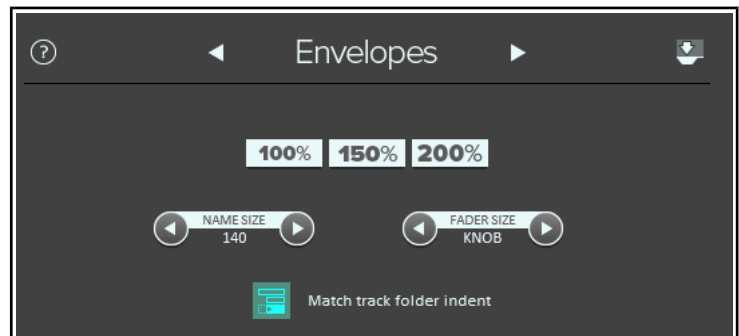 ?
Envelopes
100% 150% 200%
NAME SIZE
140
FADER SIZE
KNOB
Match track folder indent